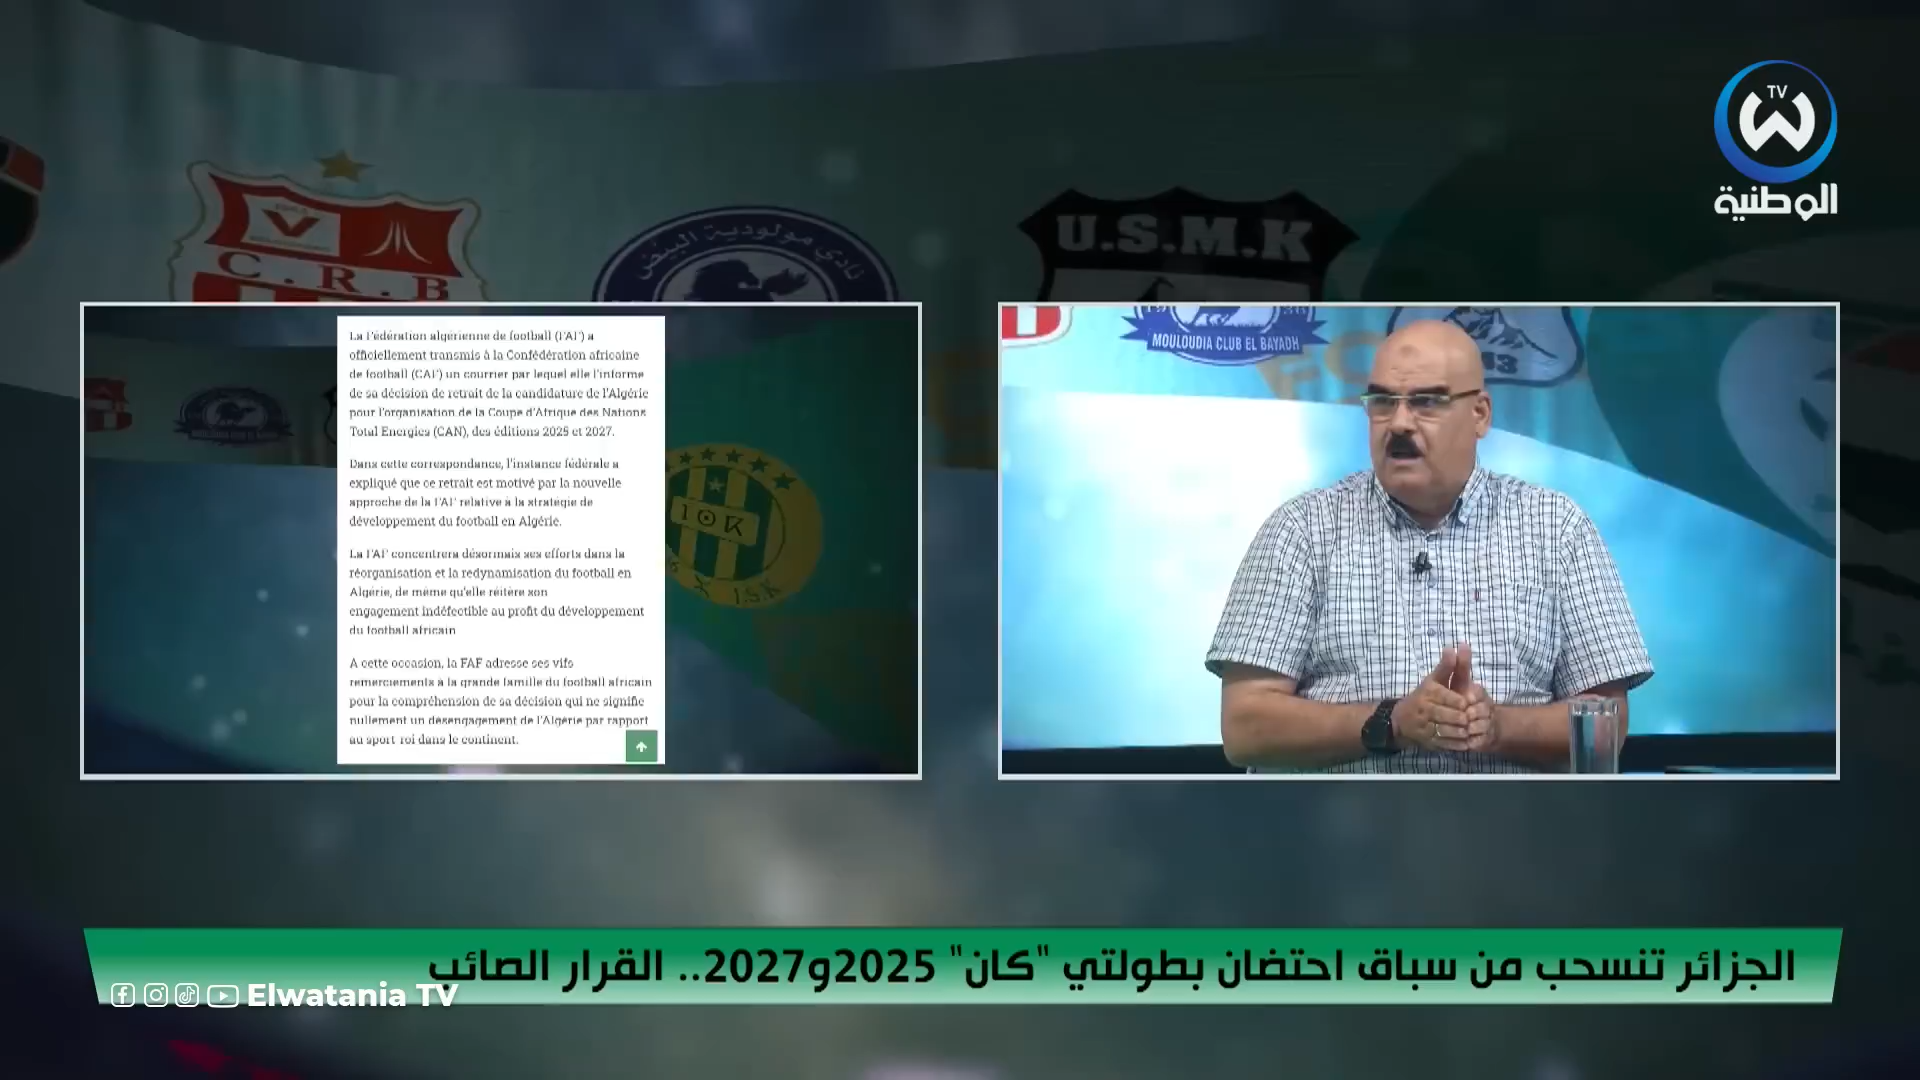 TV
الوطنية
C.R.B
نادي مولودية البيض
U.S.M.K
La Fédération algérienne de football (FAF) a
officiellement transmis à la Confédération africaine
de football (CAF) un courrier par lequel elle l'informe
de sa décision de retrait de la candidature de l'Algérie
pour l'organisation de la Coupe d'Afrique des Nations
Total Energies (CAN), des éditions 2025 et 2027.
Dans cette correspondance, l'instance fédérale a
expliqué que ce retrait est motivé par la nouvelle
approche de la FAF relative à la stratégie de
développement du football en Algérie.
La FAF concentrera désormais ses efforts dans la
réorganisation et la redynamisation du football en
Algérie, de même qu'elle réitère son
engagement indéfectible au profit du développement
du football africain
A cette occasion, la FAF adresse ses vifs
remerciements à la grande famille du football africain
pour la compréhension de sa décision qui ne signifie
nullement un désengagement de l'Algérie par rapport
au sport-roi dans le continent.
MOULOUDIA CLUB EL BAYADH
J.S.K
MOULOUDIA CLUB EL BAYADH
الجزائر تنسحب من سباق احتضان بطولتي "كان" 2025و2027.. القرار الصائب
Elwatania TV